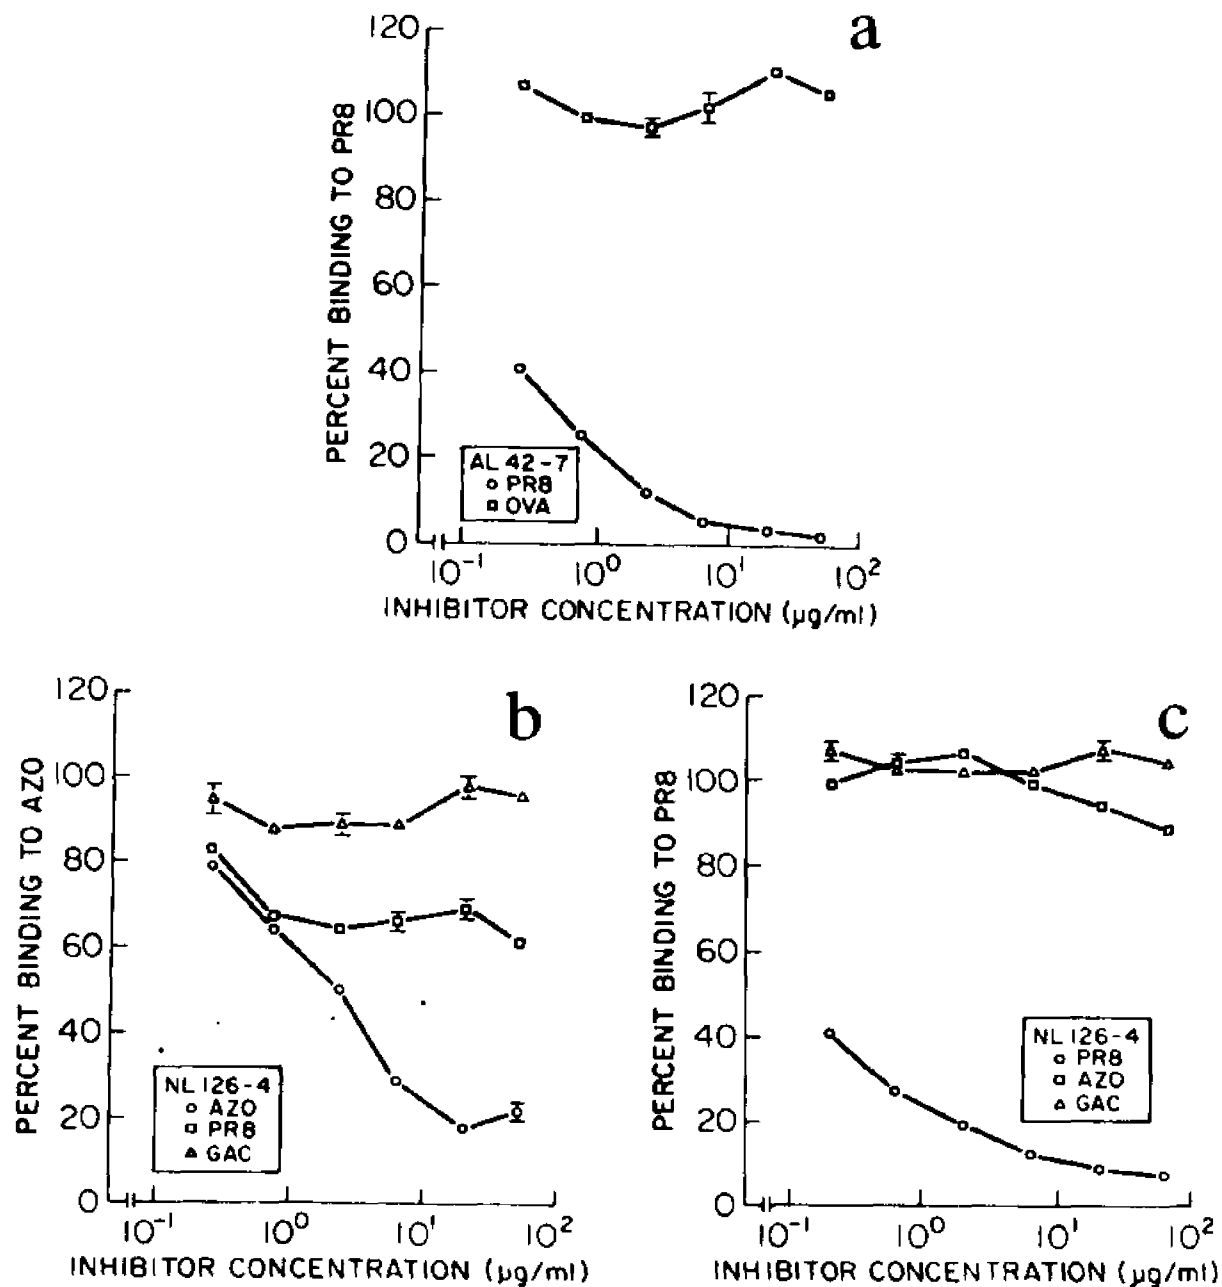 a
120
100
80
60
40
20
0
PERCENT BINDING TO PR8
AL 42-7
PR8
OVA
10⁻¹ 10⁰ 10¹ 10²
INHIBITOR CONCENTRATION (µg/ml)
b
120
100
80
60
40
20
0
PERCENT BINDING TO AZO
NL 126-4
AZO
PR8
GAC
10⁻¹ 10⁰ 10¹ 10²
INHIBITOR CONCENTRATION (µg/ml)
c
120
100
80
60
40
20
0
PERCENT BINDING TO PR8
NL 126-4
PR8
AZO
GAC
10⁻¹ 10⁰ 10¹ 10²
INHIBITOR CONCENTRATION (µg/ml)